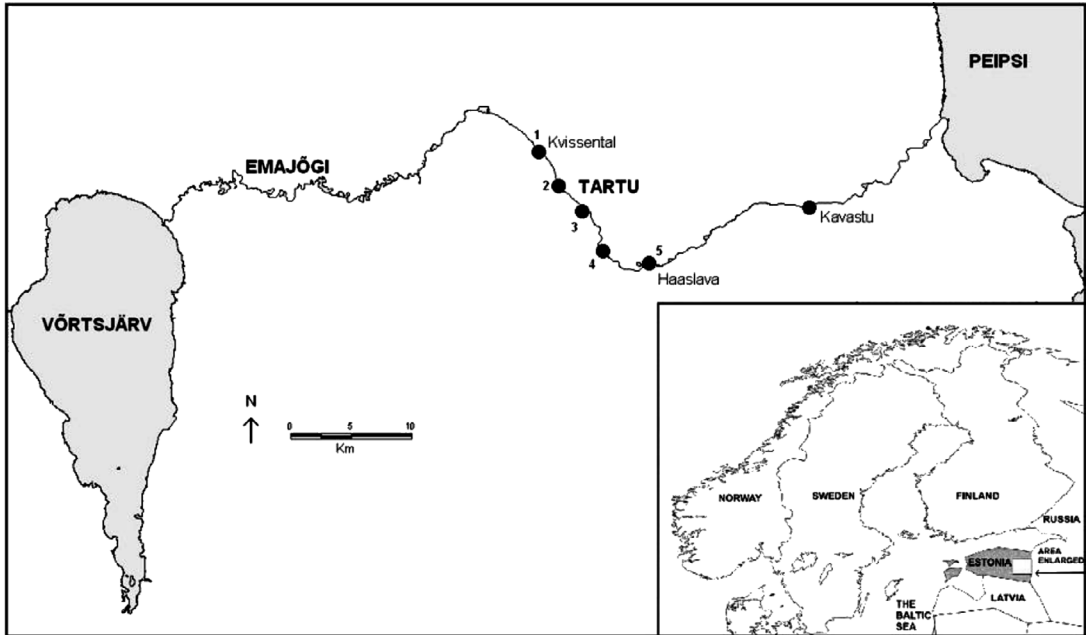 PEIPSI
1
Kvissental
EMAJÕGI
2
TARTU
3
Kavastu
4
5
Haaslava
VÕRTSJÄRV
N
0 5 10
Km
NORWAY
SWEDEN
FINLAND
RUSSIA
AREA
ENLARGED
ESTONIA
LATVIA
THE
BALTIC
SEA